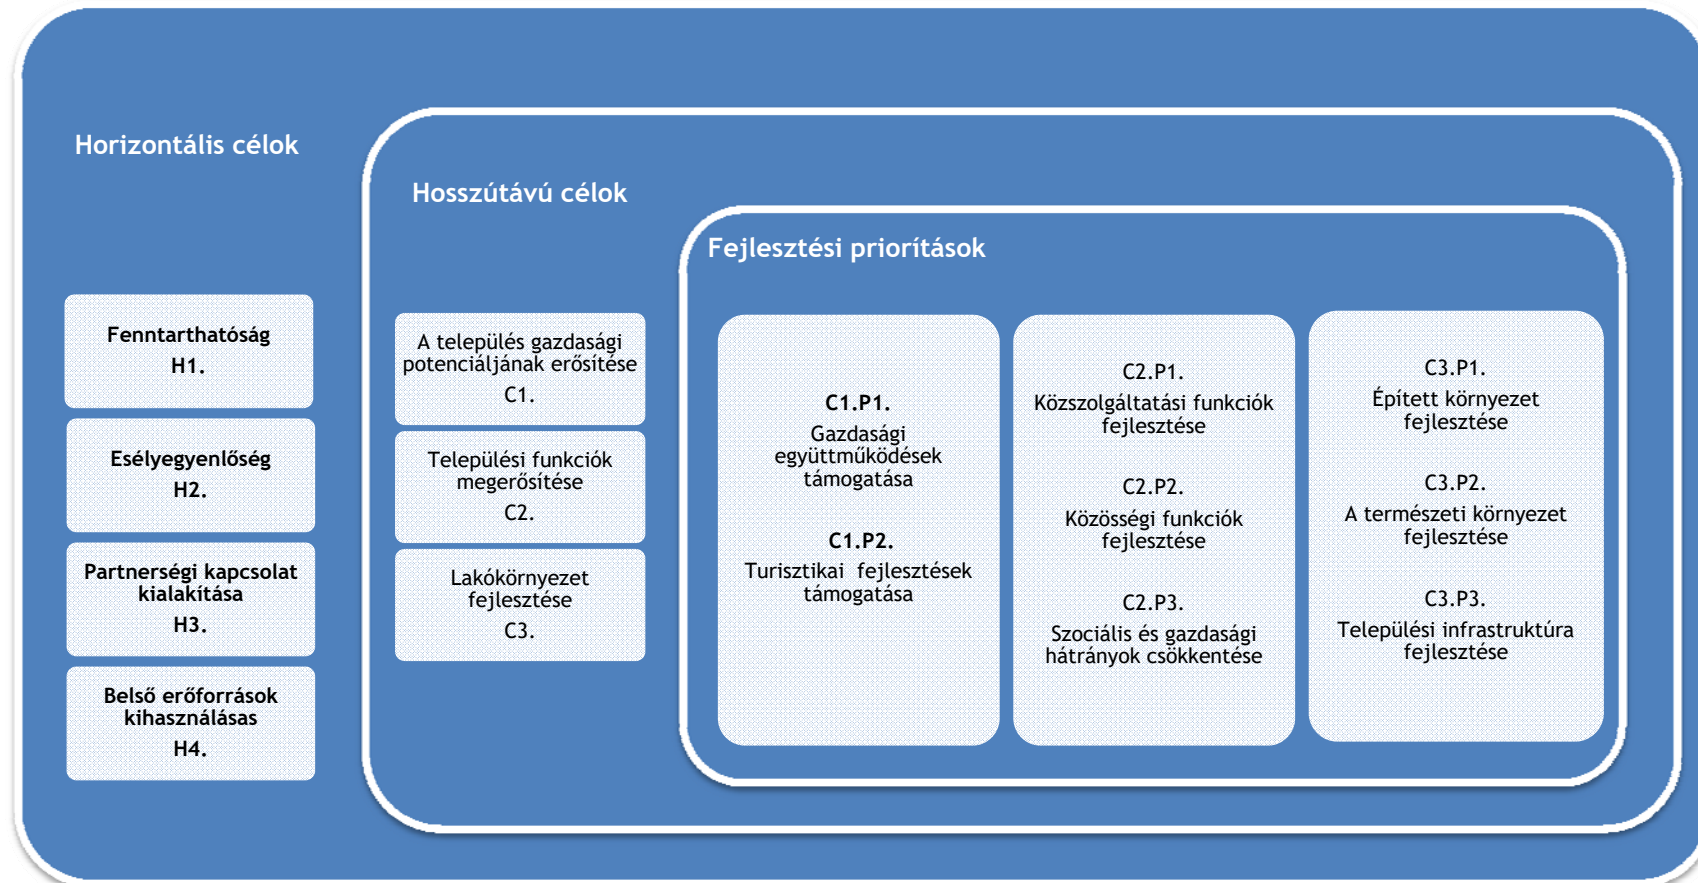 Horizontális célok
Fenntarthatóság
H1.
Esélyegyenlőség
H2.
Partnerségi kapcsolat
kialakítása
H3.
Belső erőforrások
kihasználásas
H4.
Hosszútávú célok
A település gazdasági
potenciáljának erősítése
C1.
Települési funkciók
megerősítése
C2.
Lakókörnyezet
fejlesztése
C3.
Fejlesztési priorítások
C1.P1.
Gazdasági
együttműködések
támogatása
C1.P2.
Turisztikai fejlesztések
támogatása
C2.P1.
Közszolgáltatási funkciók
fejlesztése
C2.P2.
Közösségi funkciók
fejlesztése
C2.P3.
Szociális és gazdasági
hátrányok csökkentése
C3.P1.
Épített környezet
fejlesztése
C3.P2.
A természeti környezet
fejlesztése
C3.P3.
Települési infrastruktúra
fejlesztése